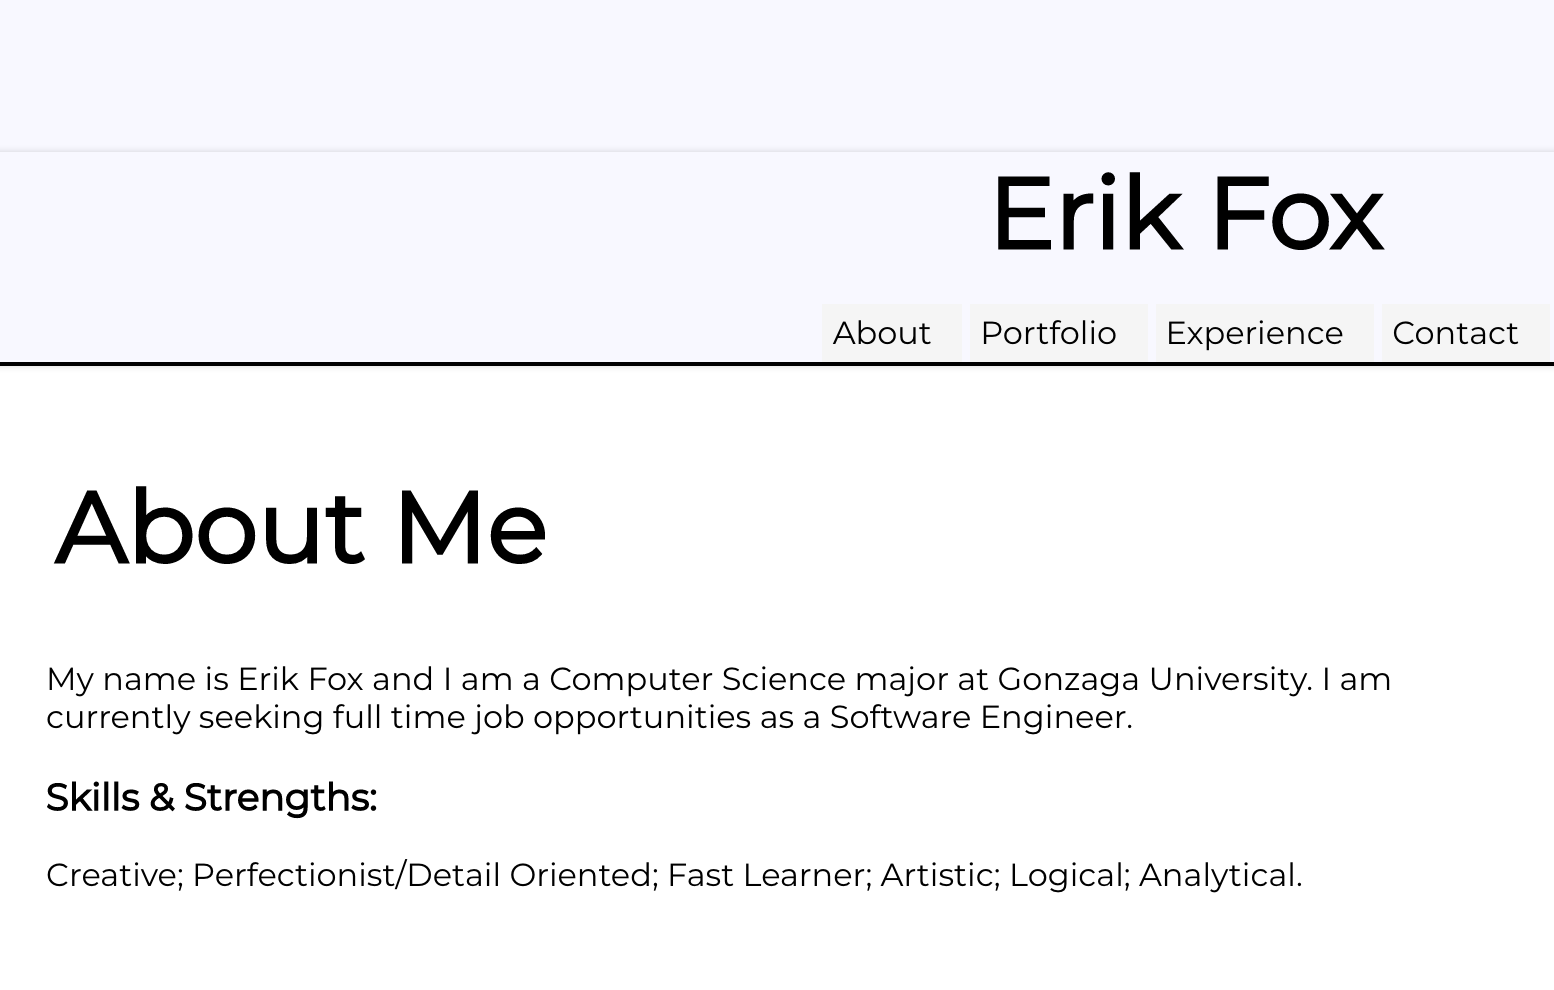 Erik Fox
About Portfolio Experience Contact
About Me
My name is Erik Fox and I am a Computer Science major at Gonzaga University. I am
currently seeking full time job opportunities as a Software Engineer.
Skills & Strengths:
Creative; Perfectionist/Detail Oriented; Fast Learner; Artistic; Logical; Analytical.